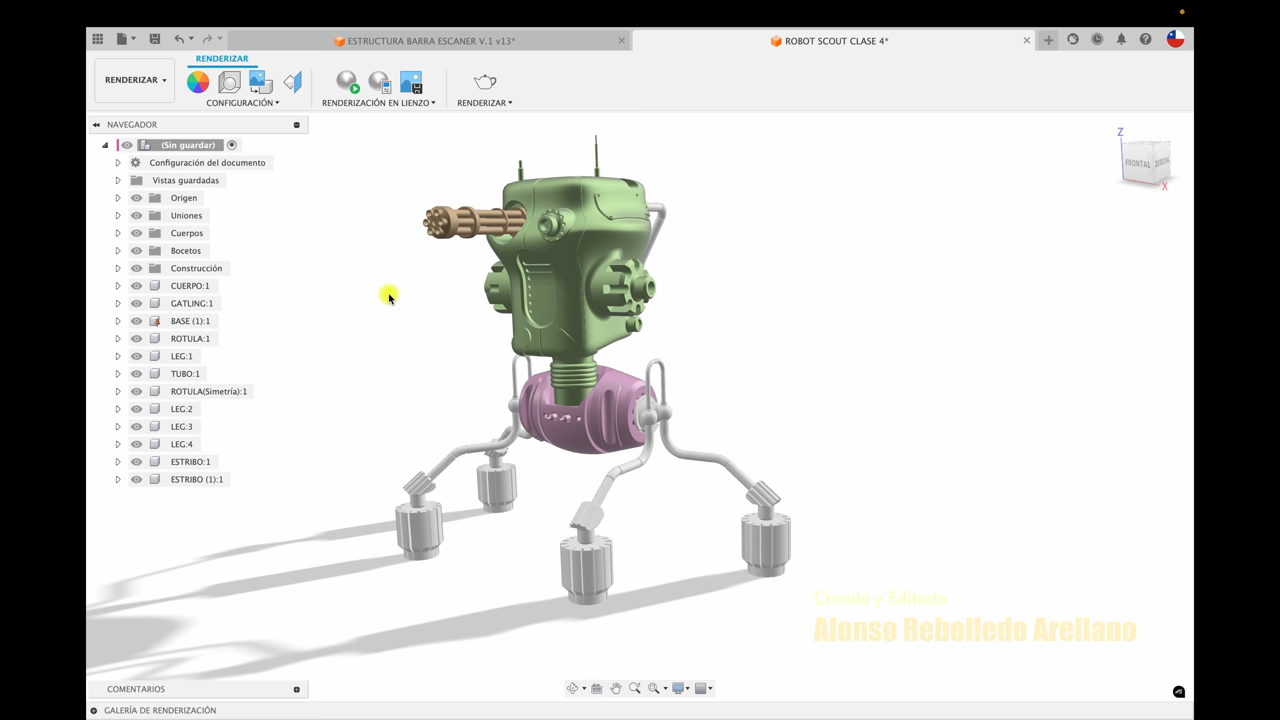 ESTRUCTURA BARRA ESCANER V.1 v13*
ROBOT SCOUT CLASE 4*
RENDERIZAR
RENDERIZAR
CONFIGURACIÓN
RENDERIZACIÓN EN LIENZO
RENDERIZAR
NAVEGADOR
(Sin guardar)
Configuración del documento
Vistas guardadas
Origen
Uniones
Cuerpos
Bocetos
Construcción
CUERPO:1
GATLING:1
BASE (1):1
ROTULA:1
LEG:1
TUBO:1
ROTULA(Simetría):1
LEG:2
LEG:3
LEG:4
ESTRIBO:1
ESTRIBO (1):1
Z
FRONTAL
X
Creado y Editado
Alonso Rebolledo Arellano
COMENTARIOS
GALERÍA DE RENDERIZACIÓN